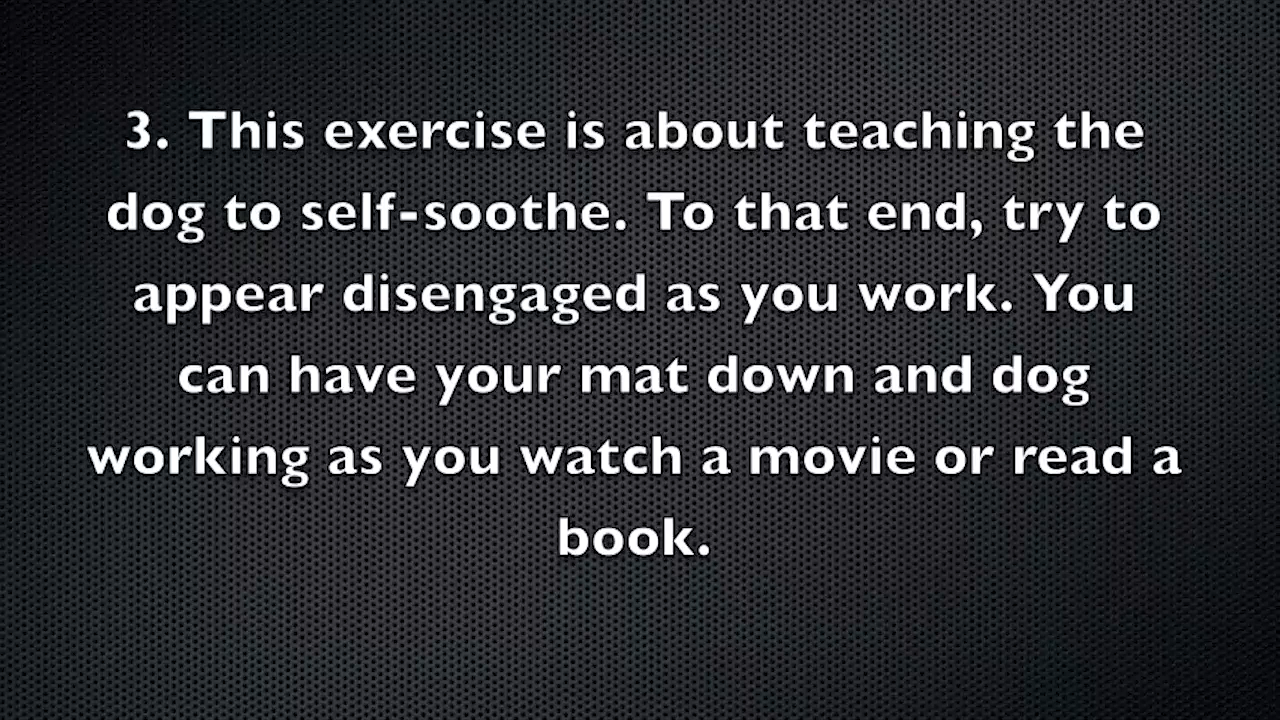 3. This exercise is about teaching the
dog to self-soothe. To that end, try to
appear disengaged as you work. You
can have your mat down and dog
working as you watch a movie or read a
book.